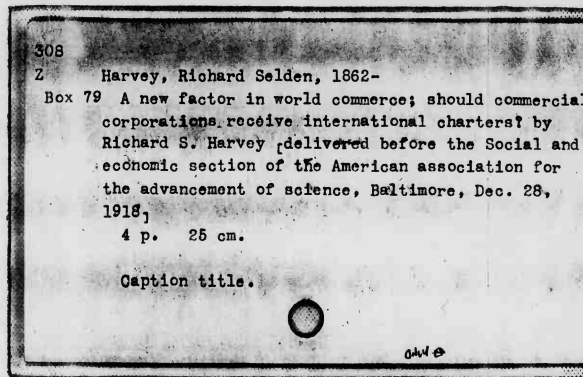 308
Z Harvey, Richard Selden, 1862-
Box 79 A new factor in world commerce; should commercial
corporations receive international charters? by
Richard S. Harvey [delivered before the Social and
economic section of the American association for
the advancement of science, Baltimore, Dec. 28,
1918]
4 p. 25 cm.
Caption title.